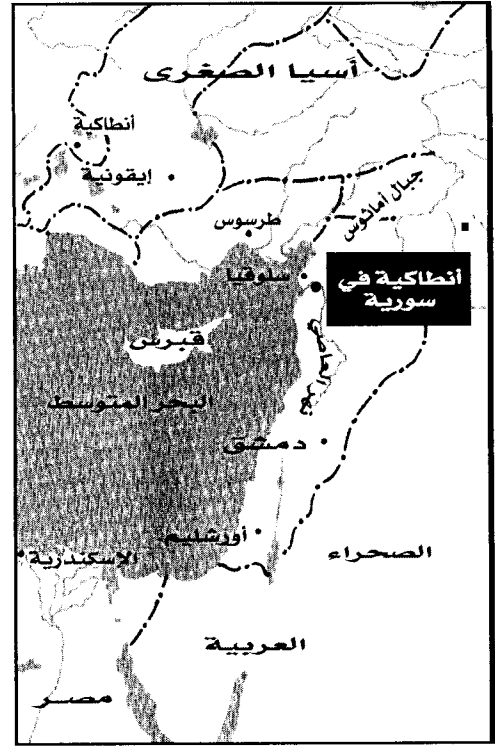 أسيا الصغرى
أنطاكية
إيقونية
جبال أمانوس
طرسوس
سلوقيا
أنطاكية في
سورية
قبرص
نهر العاصي
البحر المتوسط
دمشق
أورشليم
الإسكندرية
الصحراء
العربية
مصر